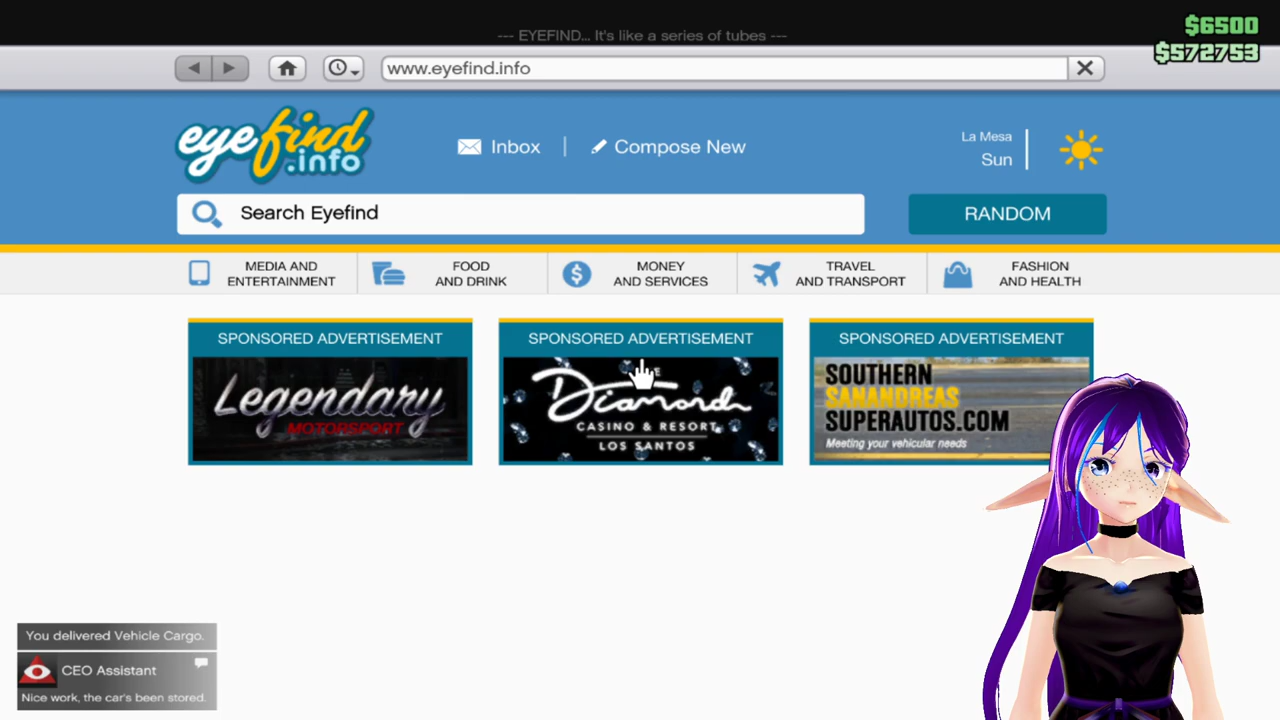 --- EYEFIND... It's like a series of tubes ---
$6500
$572753
www.eyefind.info
eyefind
.info
Inbox
Compose New
La Mesa
Sun
Search Eyefind
RANDOM
MEDIA AND
ENTERTAINMENT
FOOD
AND DRINK
MONEY
AND SERVICES
TRAVEL
AND TRANSPORT
FASHION
AND HEALTH
SPONSORED ADVERTISEMENT
Legendary
MOTORSPORT
SPONSORED ADVERTISEMENT
Diamond
CASINO & RESORT
LOS SANTOS
SPONSORED ADVERTISEMENT
SOUTHERN
SANANDREAS
SUPERAUTOS.COM
Meeting your vehicular needs
You delivered Vehicle Cargo.
CEO Assistant
Nice work, the car's been stored.